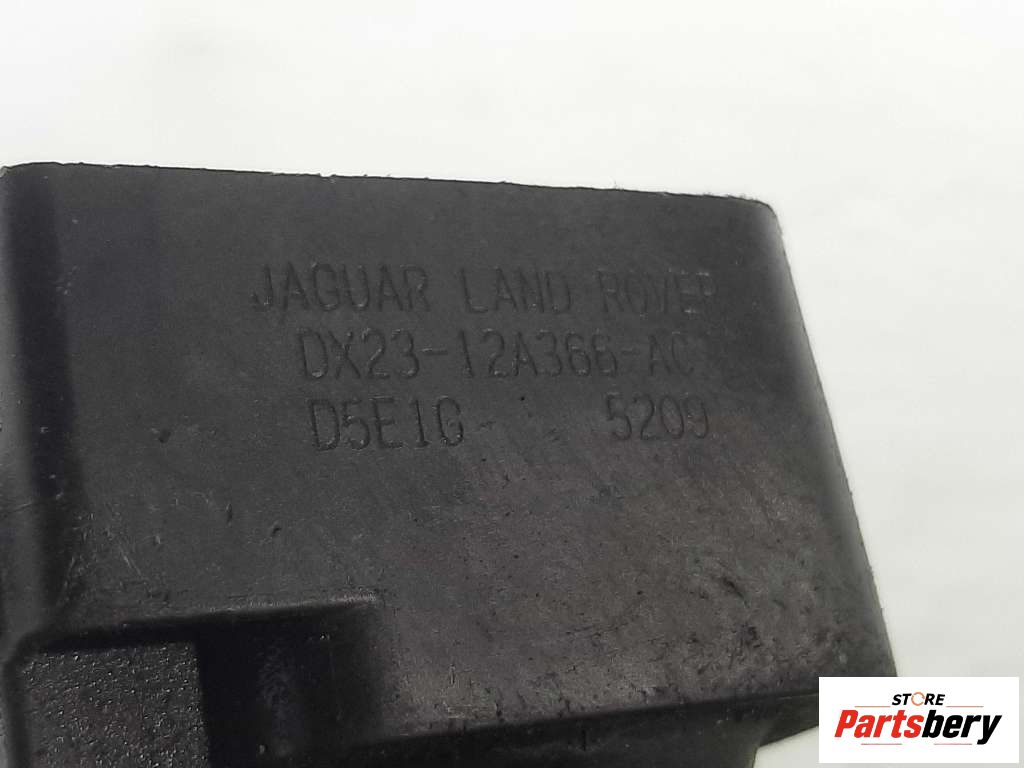 JAGUAR LAND ROVER
DX23-12A366-AC
D5E1G 5209
STORE
Partsbery